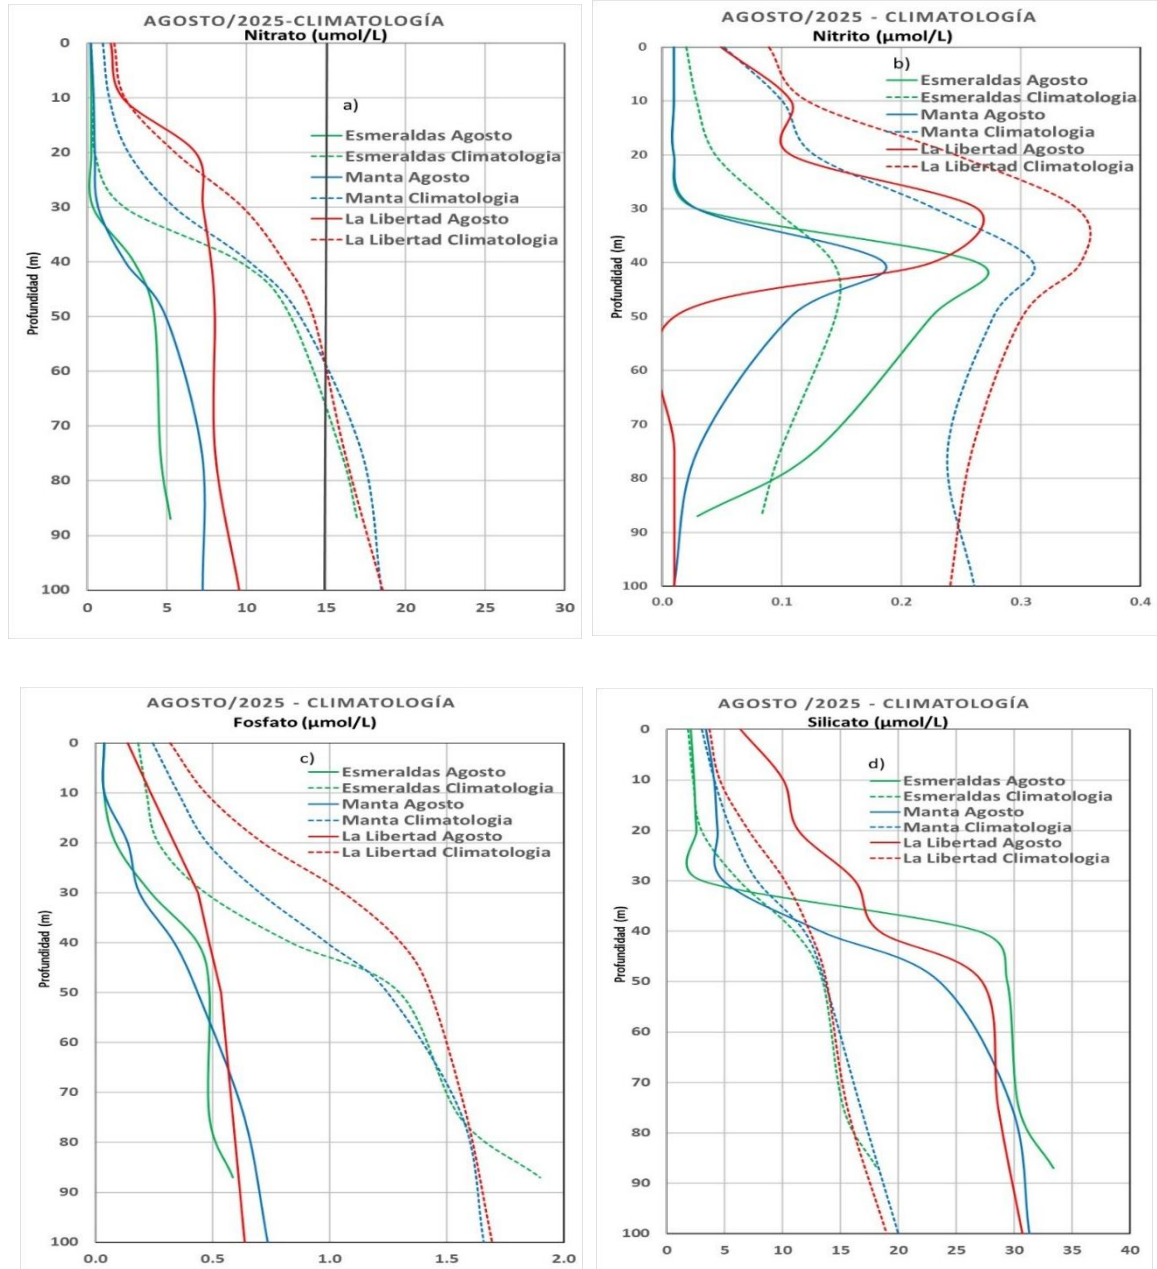 AGOSTO/2025-CLIMATOLOGÍA
Nitrato (umol/L)
a)
Esmeraldas Agosto
Esmeraldas Climatologia
Manta Agosto
Manta Climatologia
La Libertad Agosto
La Libertad Climatologia
Profundidad (m)
0
10
20
30
40
50
60
70
80
90
100
0 5 10 15 20 25 30
AGOSTO/2025 - CLIMATOLOGÍA
Nitrito (µmol/L)
b)
Esmeraldas Agosto
Esmeraldas Climatologia
Manta Agosto
Manta Climatologia
La Libertad Agosto
La Libertad Climatologia
Profundidad (m)
0
10
20
30
40
50
60
70
80
90
100
0.0 0.1 0.2 0.3 0.4
AGOSTO/2025 - CLIMATOLOGÍA
Fosfato (µmol/L)
c)
Esmeraldas Agosto
Esmeraldas Climatologia
Manta Agosto
Manta Climatologia
La Libertad Agosto
La Libertad Climatologia
Profundidad (m)
0
10
20
30
40
50
60
70
80
90
100
0.0 0.5 1.0 1.5 2.0
AGOSTO /2025 - CLIMATOLOGÍA
Silicato (µmol/L)
d)
Esmeraldas Agosto
Esmeraldas Climatologia
Manta Agosto
Manta Climatologia
La Libertad Agosto
La Libertad Climatologia
Profundidad (m)
0
10
20
30
40
50
60
70
80
90
100
0 5 10 15 20 25 30 35 40